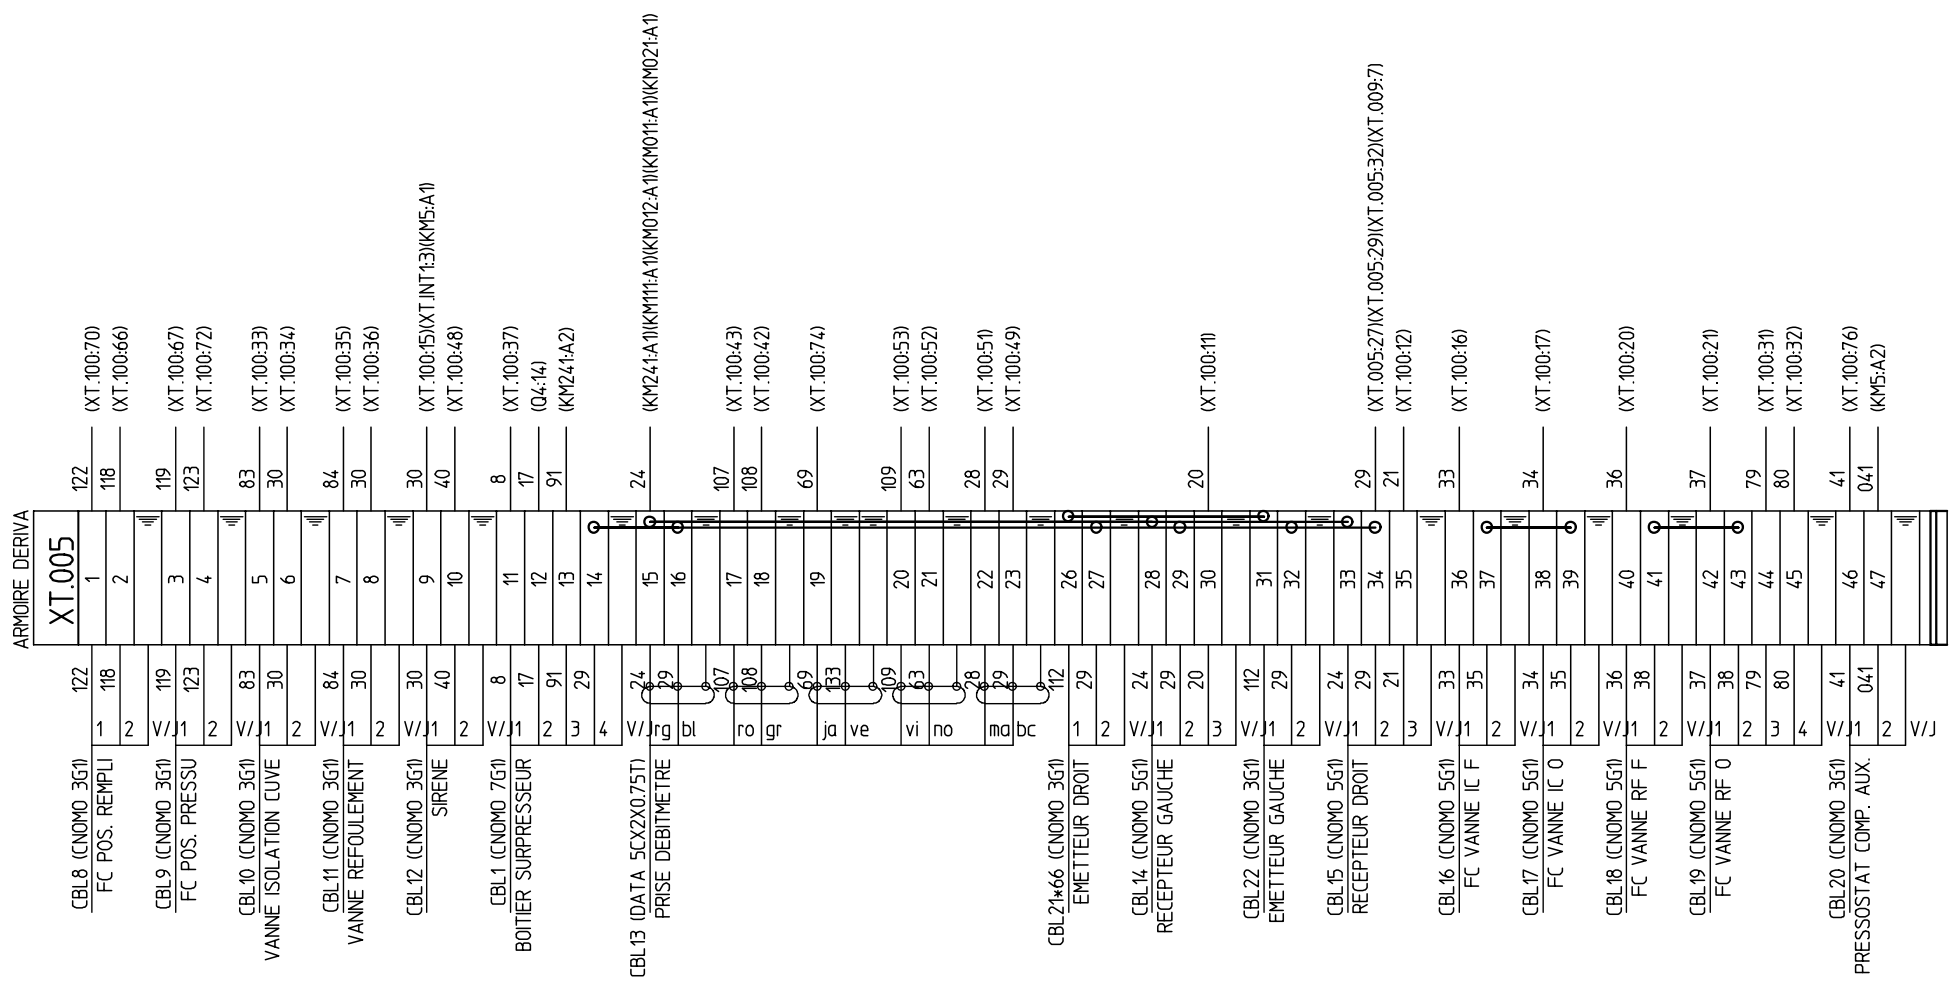 (XT.100:70)
(XT.100:66)
(XT.100:67)
(XT.100:72)
(XT.100:33)
(XT.100:34)
(XT.100:35)
(XT.100:36)
(XT.100:15)(XT.INT1:3)(KM5:A1)
(XT.100:48)
(XT.100:37)
(Q4:14)
(KM241:A2)
(KM241:A1)(KM111:A1)(KM012:A1)(KM011:A1)(KM021:A1)
(XT.100:43)
(XT.100:42)
(XT.100:74)
(XT.100:53)
(XT.100:52)
(XT.100:51)
(XT.100:49)
(XT.100:11)
(XT.005:27)(XT.005:29)(XT.005:32)(XT.009:7)
(XT.100:12)
(XT.100:16)
(XT.100:17)
(XT.100:20)
(XT.100:21)
(XT.100:31)
(XT.100:32)
(XT.100:76)
(KM5:A2)
122 118 119 123 83 30 84 30 30 40 8 17 91 24 107 108 69 109 63 28 29 20 29 21 33 34 36 37 79 80 41 041
ARMOIRE DERIVA
XT.005
1 2 3 4 5 6 7 8 9 10 11 12 13 14 15 16 17 18 19 20 21 22 23 26 27 28 29 30 31 32 33 34 35 36 37 38 39 40 41 42 43 44 45 46 47
122 118 119 123 83 30 84 30 30 40 8 17 91 29 24 29 107 108 69 133 109 63 28 29 112 29 24 29 20 112 29 24 29 21 33 35 34 35 36 38 37 38 79 80 41 041
1 2 V/J 1 2 V/J 1 2 V/J 1 2 V/J 1 2 V/J 1 2 3 4 V/J rg bl ro gr ja ve vi no ma bc 1 2 V/J 1 2 3 V/J 1 2 V/J 1 2 3 V/J 1 2 V/J 1 2 V/J 1 2 V/J 1 2 3 4 V/J 1 2 V/J
CBL8 (CNOMO 3G1)
FC POS. REMPLI
CBL9 (CNOMO 3G1)
FC POS. PRESSU
CBL10 (CNOMO 3G1)
VANNE ISOLATION CUVE
CBL11 (CNOMO 3G1)
VANNE REFOULEMENT
CBL12 (CNOMO 3G1)
SIRENE
CBL1 (CNOMO 7G1)
BOITIER SURPRESSEUR
CBL13 (DATA 5CX2X0.75T)
PRISE DEBITMETRE
CBL21*66 (CNOMO 3G1)
EMETTEUR DROIT
CBL14 (CNOMO 5G1)
RECEPTEUR GAUCHE
CBL22 (CNOMO 3G1)
EMETTEUR GAUCHE
CBL15 (CNOMO 5G1)
RECEPTEUR DROIT
CBL16 (CNOMO 5G1)
FC VANNE IC F
CBL17 (CNOMO 5G1)
FC VANNE IC O
CBL18 (CNOMO 5G1)
FC VANNE RF F
CBL19 (CNOMO 5G1)
FC VANNE RF O
CBL20 (CNOMO 3G1)
PRESSOSTAT COMP. AUX.